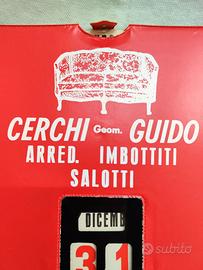 CERCHI Geom. GUIDO
ARRED. IMBOTTITI
SALOTTI
DICEMB
31
subito